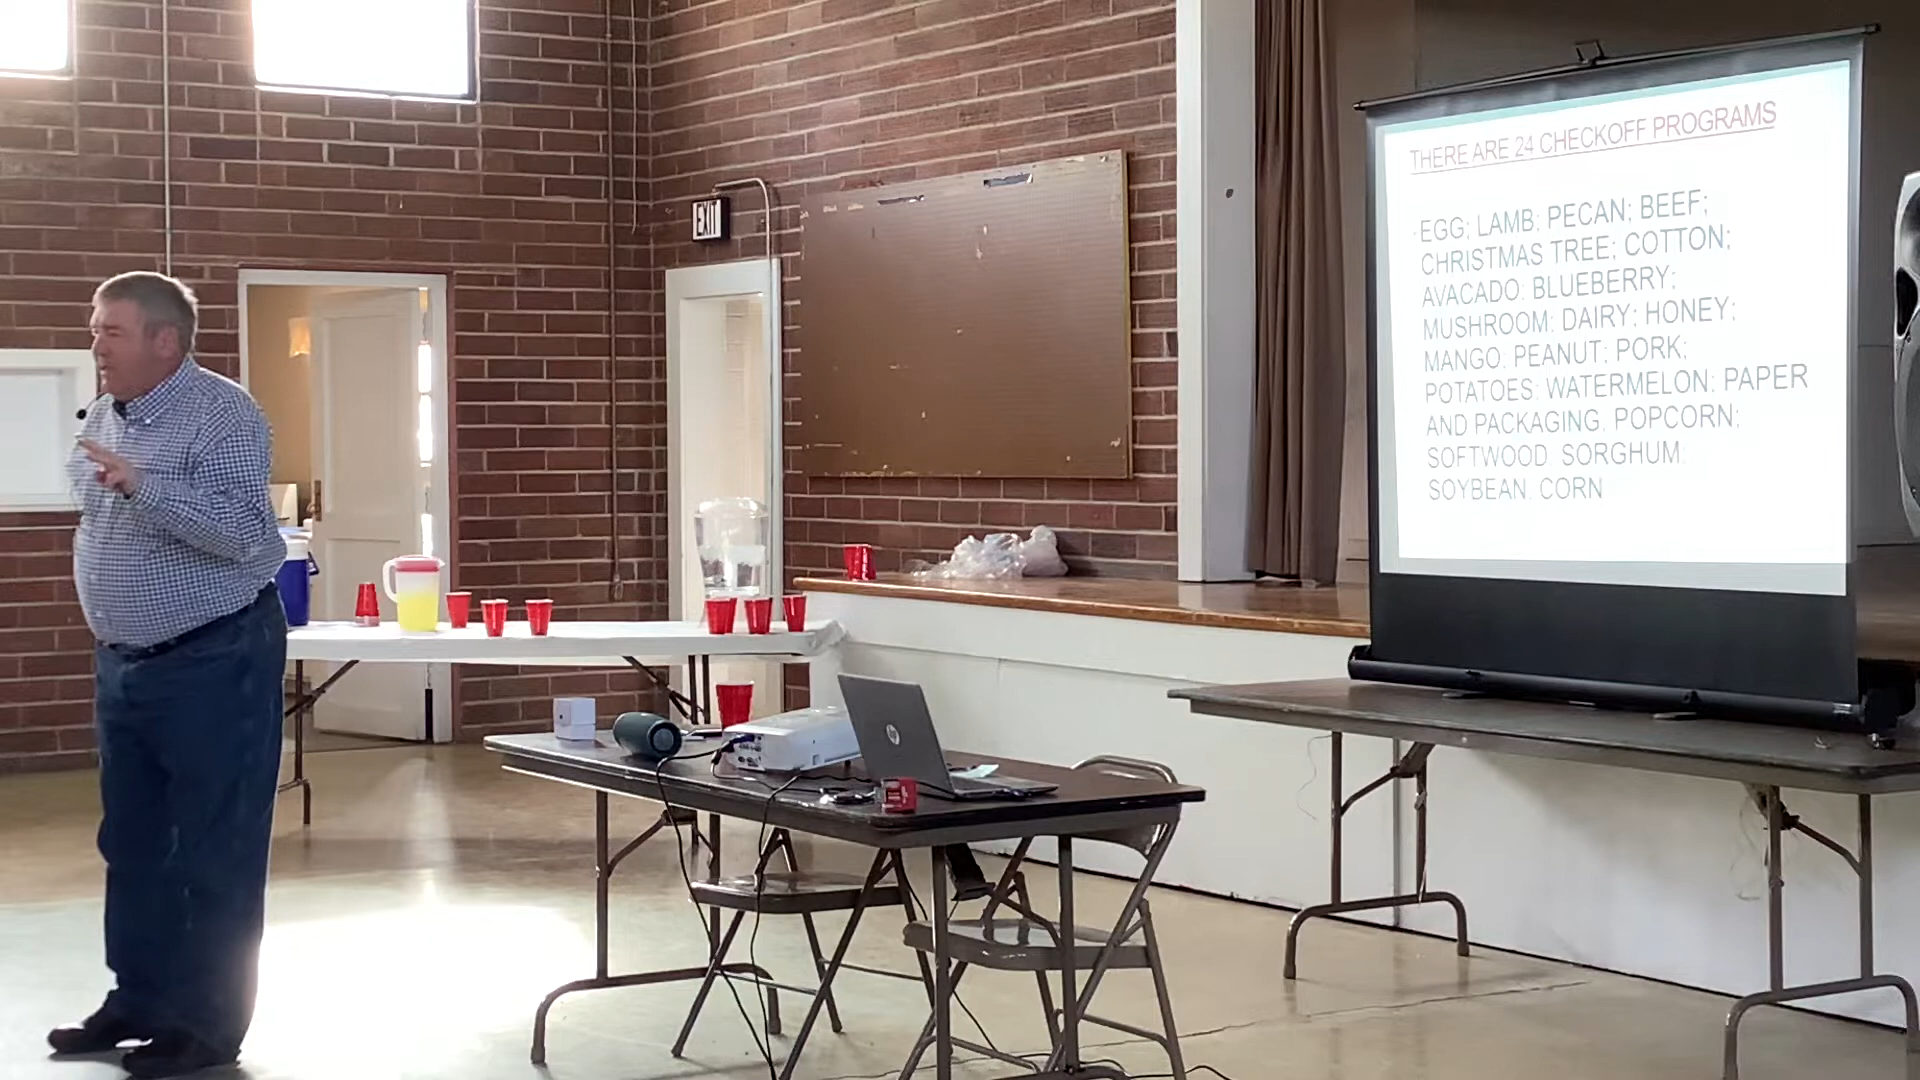 EXIT
THERE ARE 24 CHECKOFF PROGRAMS
EGG; LAMB; PECAN; BEEF;
CHRISTMAS TREE; COTTON;
AVACADO; BLUEBERRY;
MUSHROOM; DAIRY; HONEY;
MANGO; PEANUT; PORK;
POTATOES; WATERMELON; PAPER
AND PACKAGING, POPCORN;
SOFTWOOD SORGHUM,
SOYBEAN, CORN
hp